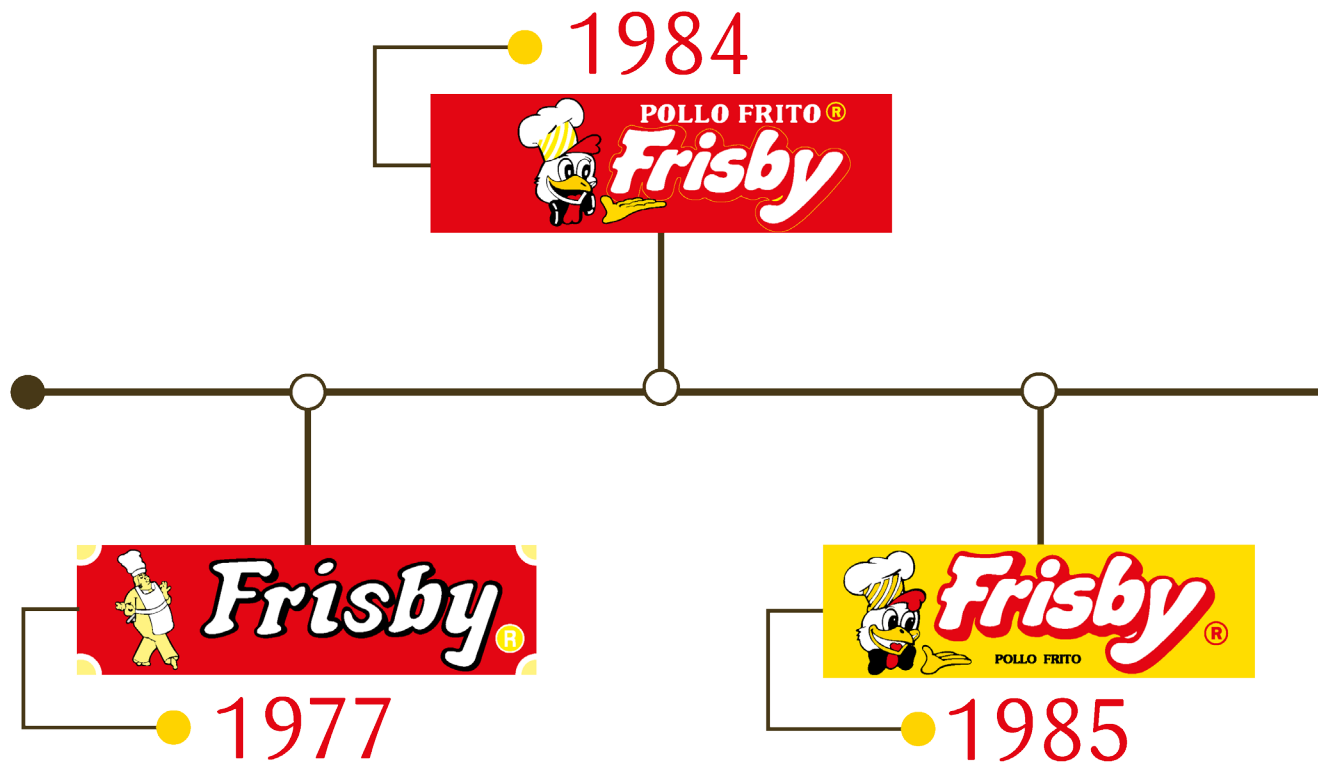 1984
POLLO FRITO ®
Frisby
Frisby
®
1977
Frisby
®
POLLO FRITO
1985